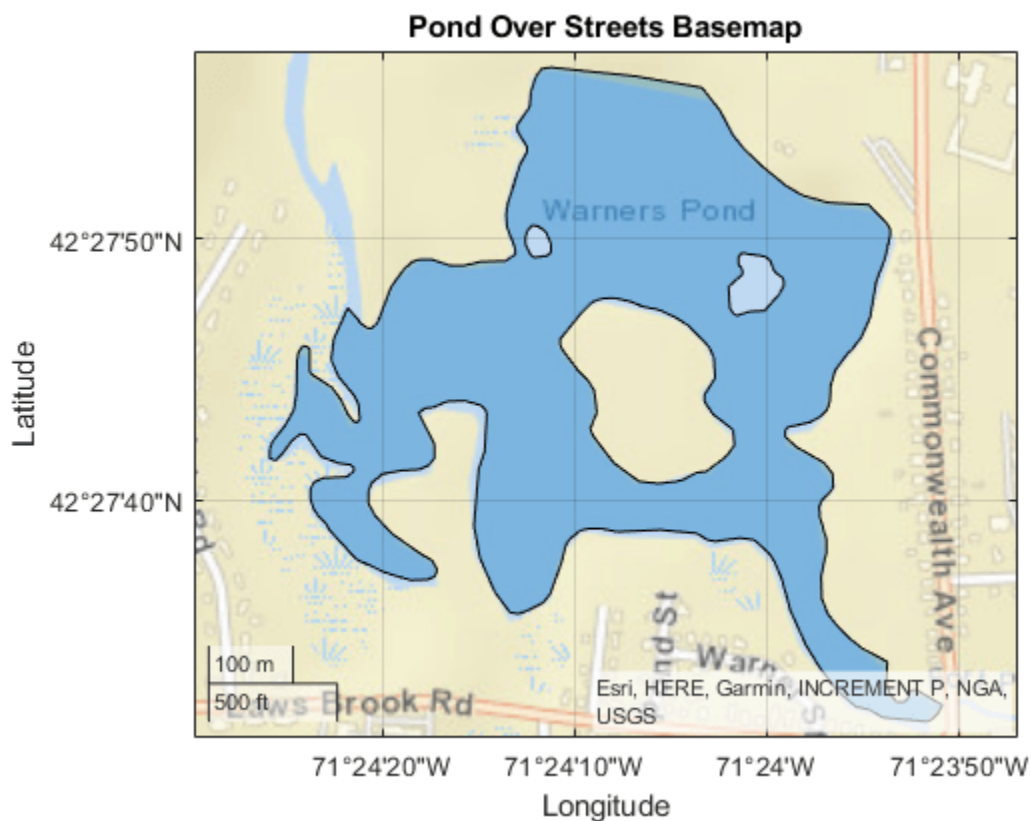 Pond Over Streets Basemap
Warners Pond
42°27'50"N
Latitude
42°27'40"N
Commonwealth Ave
Rd
100 m
500 ft
Laws Brook Rd
Esri, HERE, Garmin, INCREMENT P, NGA,
USGS
71°24'20"W
71°24'10"W
71°24'W
71°23'50"W
Longitude